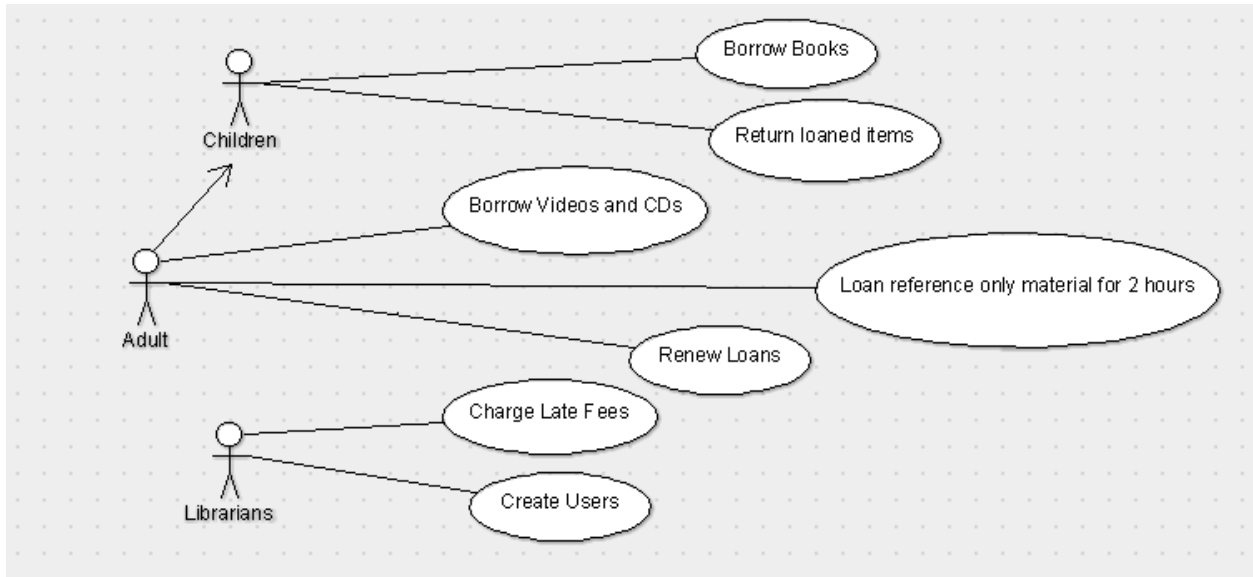 Borrow Books
Children
Return loaned items
Borrow Videos and CDs
Adult
Loan reference only material for 2 hours
Renew Loans
Charge Late Fees
Librarians
Create Users